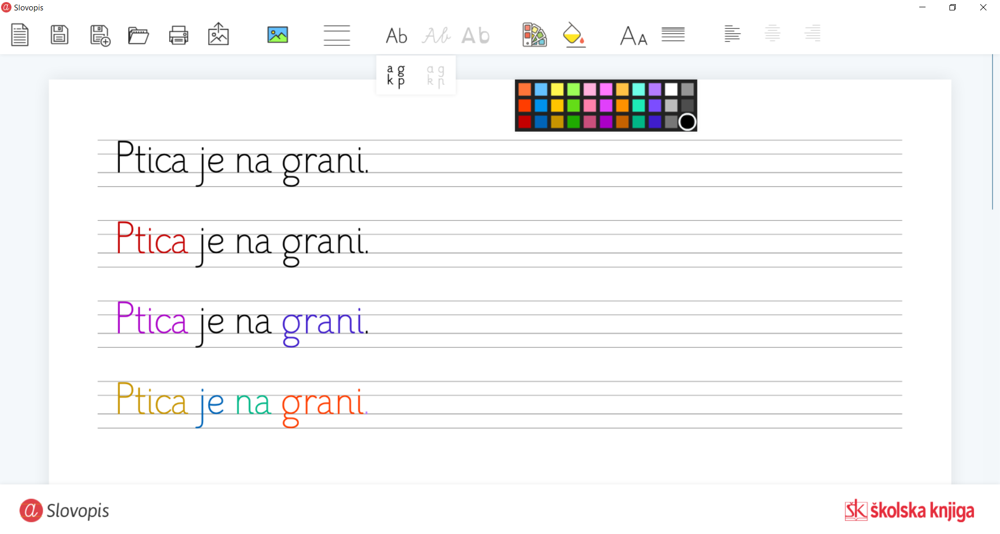 Slovopis
Ab Ab Ab
Aa
a g a g
k p k p
Ptica je na grani.
Ptica je na grani.
Ptica je na grani.
Ptica je na grani.
a Slovopis
ŠK školska knjiga